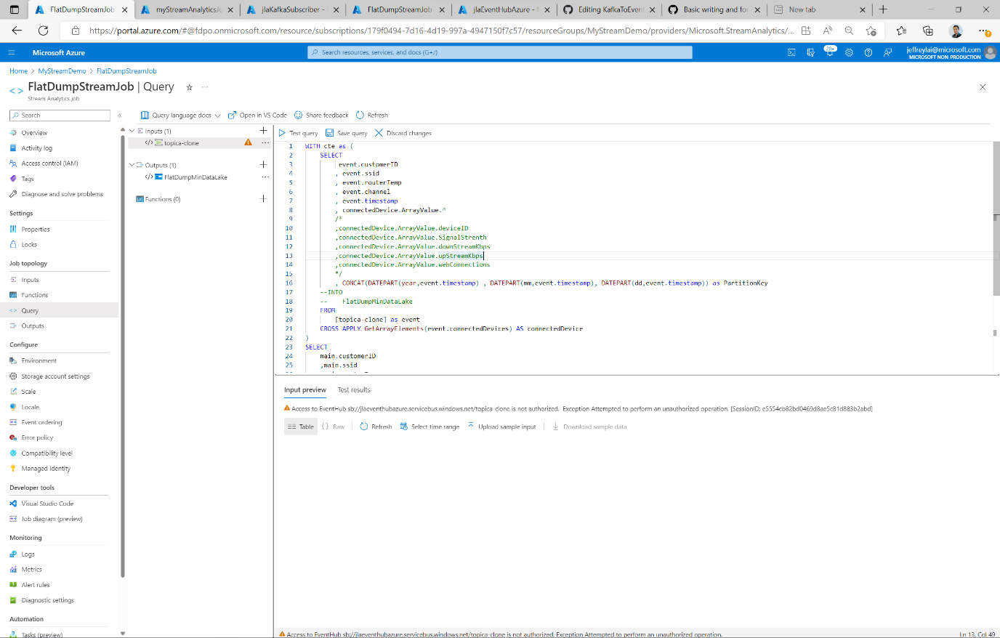 FlatDumpStreamJob
myStreamAnalyticsJo
jlaKafkaSubscriber -
FlatDumpStreamJob
jlaEventHubAzure -
Editing KafkaToEven
Basic writing and for
New tab
https://portal.azure.com/#@fdpo.onmicrosoft.com/resource/subscriptions/179f0494-7d16-4d19-997a-4947150f7c57/resourceGroups/MyStreamDemo/providers/Microsoft.StreamAnalytics/...
Microsoft Azure
Search resources, services, and docs (G+/)
20+
jeffreylai@microsoft.com
MICROSOFT NON-PRODUCTION
Home > MyStreamDemo > FlatDumpStreamJob
<> FlatDumpStreamJob | Query
Stream Analytics job
Search
Query language docs
Open in VS Code
Share feedback
Refresh
Overview
Activity log
Access control (IAM)
Tags
Diagnose and solve problems
Settings
Properties
Locks
Job topology
Inputs
Functions
Query
Outputs
Configure
Environment
Storage account settings
Scale
Locale
Event ordering
Error policy
Compatibility level
Managed Identity
Developer tools
Visual Studio Code
Job diagram (preview)
Monitoring
Logs
Metrics
Alert rules
Diagnostic settings
Automation
Tasks (preview)
Inputs (1)
topica-clone
Outputs (1)
FlatDumpMinDataLake
Functions (0)
Test query
Save query
Discard changes
1 WITH cte as (
2 SELECT
3 event.customerID
4 , event.ssid
5 , event.routerTemp
6 , event.channel
7 , event.timestamp
8 , connectedDevice.ArrayValue.*
9 /*
10 ,connectedDevice.ArrayValue.deviceID
11 ,connectedDevice.ArrayValue.SignalStrenth
12 ,connectedDevice.ArrayValue.downStreamKbps
13 ,connectedDevice.ArrayValue.upStreamKbps
14 ,connectedDevice.ArrayValue.webConnections
15 */
16 , CONCAT(DATEPART(year,event.timestamp) , DATEPART(mm,event.timestamp), DATEPART(dd,event.timestamp)) as PartitionKey
17 --INTO
18 -- FlatDumpMinDataLake
19 FROM
20 [topica-clone] as event
21 CROSS APPLY GetArrayElements(event.connectedDevices) AS connectedDevice
22 )
23 SELECT
24 main.customerID
25 ,main.ssid
Input preview
Test results
Access to EventHub sb://jlaeventhubazure.servicebus.windows.net/topica-clone is not authorized. Exception Attempted to perform an unauthorized operation. [SessionID: e5554cb82bd0469d8ae5c81d883b2abd]
Table
{} Raw
Refresh
Select time range
Upload sample input
Download sample data
Access to EventHub sb://jlaeventhubazure.servicebus.windows.net/topica-clone is not authorized. Exception Attempted to perform an unauthorized operation.
Ln 13, Col 49